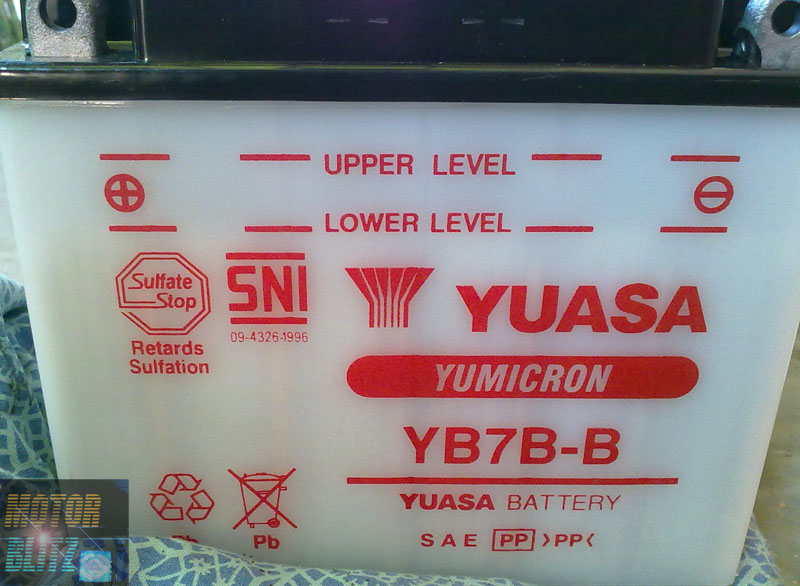 UPPER LEVEL
LOWER LEVEL
Sulfate
Stop
Retards
Sulfation
SNI
09-4326-1996
YUASA
YUMICRON
YB7B-B
YUASA BATTERY
Pb
SAE PP >PP<
MOTOR
BLITZ